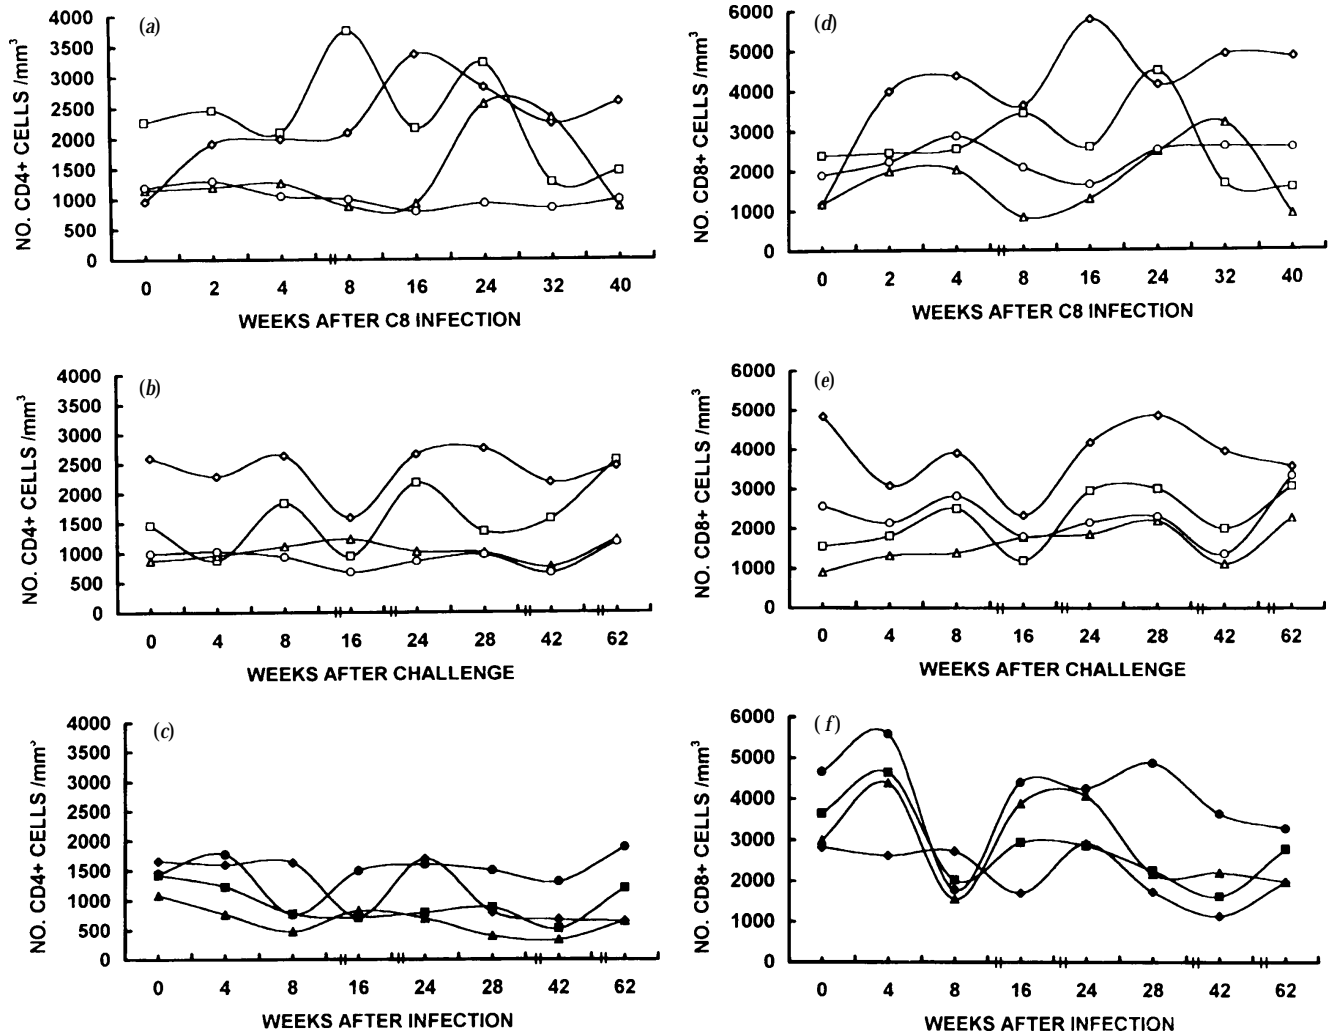 (a)
NO. CD4+ CELLS /mm³
4000
3500
3000
2500
2000
1500
1000
500
0
0 2 4 8 16 24 32 40
WEEKS AFTER C8 INFECTION
(d)
NO. CD8+ CELLS /mm³
6000
5000
4000
3000
2000
1000
0
0 2 4 8 16 24 32 40
WEEKS AFTER C8 INFECTION
(b)
NO. CD4+ CELLS /mm³
4000
3500
3000
2500
2000
1500
1000
500
0
0 4 8 16 24 28 42 62
WEEKS AFTER CHALLENGE
(e)
NO. CD8+ CELLS /mm³
6000
5000
4000
3000
2000
1000
0
0 4 8 16 24 28 42 62
WEEKS AFTER CHALLENGE
(c)
NO. CD4+ CELLS /mm³
4000
3500
3000
2500
2000
1500
1000
500
0
0 4 8 16 24 28 42 62
WEEKS AFTER INFECTION
(f)
NO. CD8+ CELLS /mm³
6000
5000
4000
3000
2000
1000
0
0 4 8 16 24 28 42 62
WEEKS AFTER INFECTION